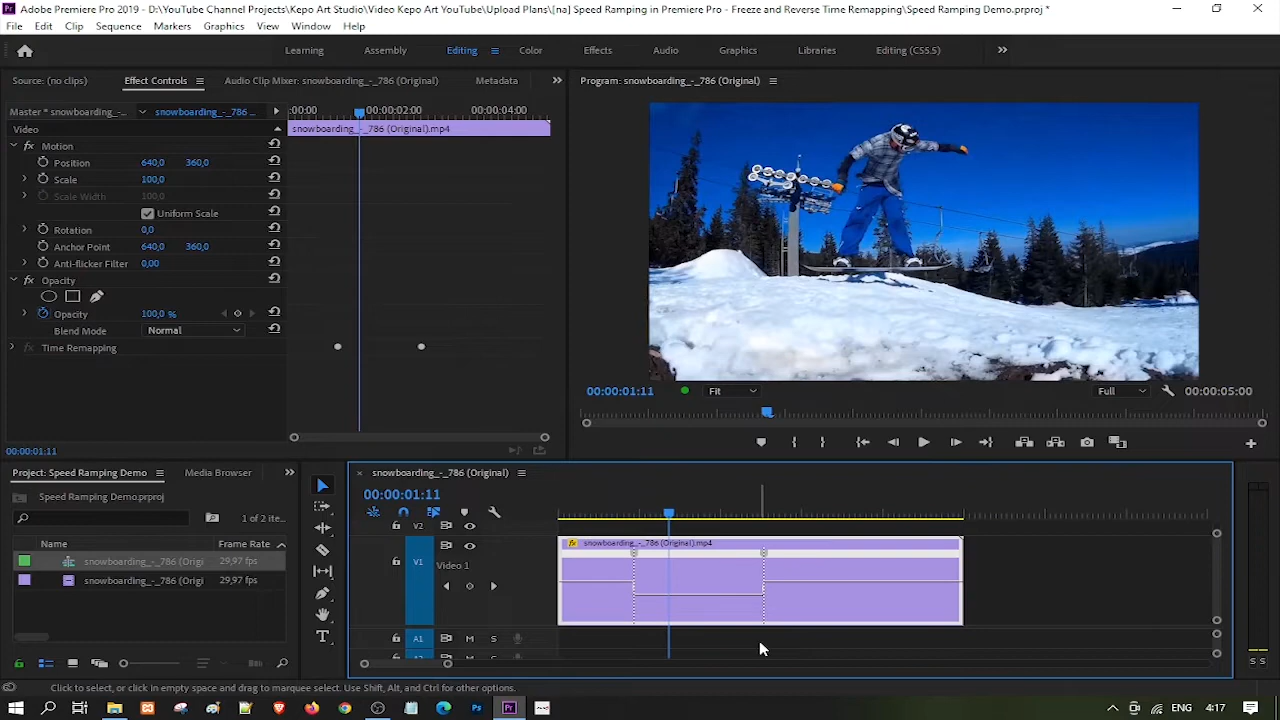 Adobe Premiere Pro 2019 - D:\YouTube Channel Projects\Kepo Art Studio\Video Kepo Art Studio\Upload Plans\[na] Speed Ramping in Premiere Pro - Freeze and Reverse Time Remapping\Speed Ramping Demo.prproj *
File Edit Clip Sequence Markers Graphics View Window Help
Learning Assembly Editing Color Effects Audio Graphics Libraries Editing (CS5.5)
Source: (no clips) Effect Controls Audio Clip Mixer: snowboarding_-_786 (Original) Metadata
Program: snowboarding_-_786 (Original)
Master * snowboarding_-... snowboarding_-_786 ... :00:00 00:00:02:00 00:00:04:00
Video snowboarding_-_786 (Original).mp4
fx Motion
Position 640,0 360,0
Scale 100,0
Scale Width 100,0
Uniform Scale
Rotation 0,0
Anchor Point 640,0 360,0
Anti-flicker Filter 0,00
fx Opacity
Opacity 100,0 %
Blend Mode Normal
fx Time Remapping
00:00:01:11 Fit Full 00:00:05:00
00:00:01:11
Project: Speed Ramping Demo Media Browser
Speed Ramping Demo.prproj
1 of 2 ite...
Name Frame Rate
snowboarding_-_786 (Origi 29,97 fps
snowboarding_-_786 (Origi 29,97 fps
snowboarding_-_786 (Original)
00:00:01:11
V2
fx snowboarding_-_786 (Original).mp4
V1 Video 1
A1 M S
S S
Click to select, or click in empty space and drag to marquee select. Use Shift, Alt, and Ctrl for other options.
Ps Pr ENG 4:17